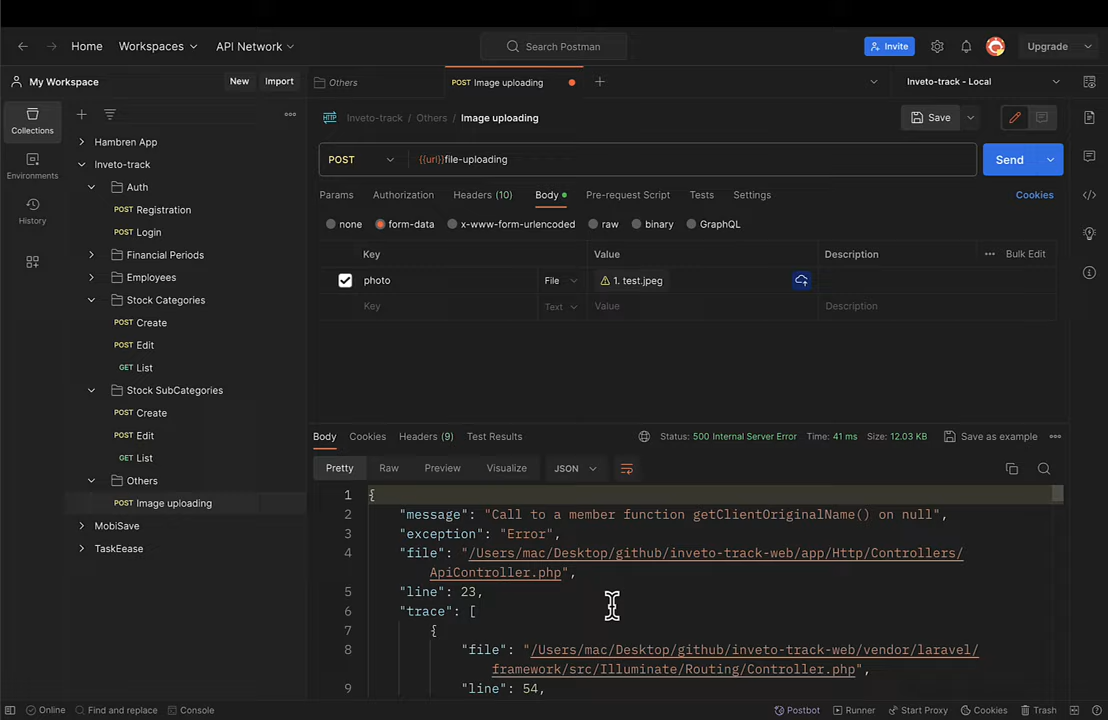 Home Workspaces API Network Search Postman Invite Upgrade
My Workspace New Import Others POST Image uploading Inveto-track - Local
Collections
Environments
History
Hambren App
Inveto-track
Auth
POST Registration
POST Login
Financial Periods
Employees
Stock Categories
POST Create
POST Edit
GET List
Stock SubCategories
POST Create
POST Edit
GET List
Others
POST Image uploading
MobiSave
TaskEease
HTTP Inveto-track / Others / Image uploading Save
POST {{url}}file-uploading Send
Params Authorization Headers (10) Body Pre-request Script Tests Settings Cookies
none form-data x-www-form-urlencoded raw binary GraphQL
Key Value Description Bulk Edit
photo File 1. test.jpeg
Key Text Value Description
Body Cookies Headers (9) Test Results Status: 500 Internal Server Error Time: 41 ms Size: 12.03 KB Save as example
Pretty Raw Preview Visualize JSON
1 {
2 "message": "Call to a member function getClientOriginalName() on null",
3 "exception": "Error",
4 "file": "/Users/mac/Desktop/github/inveto-track-web/app/Http/Controllers/
ApiController.php",
5 "line": 23,
6 "trace": [
7 {
8 "file": "/Users/mac/Desktop/github/inveto-track-web/vendor/laravel/
framework/src/Illuminate/Routing/Controller.php",
9 "line": 54,
Online Find and replace Console Postbot Runner Start Proxy Cookies Trash